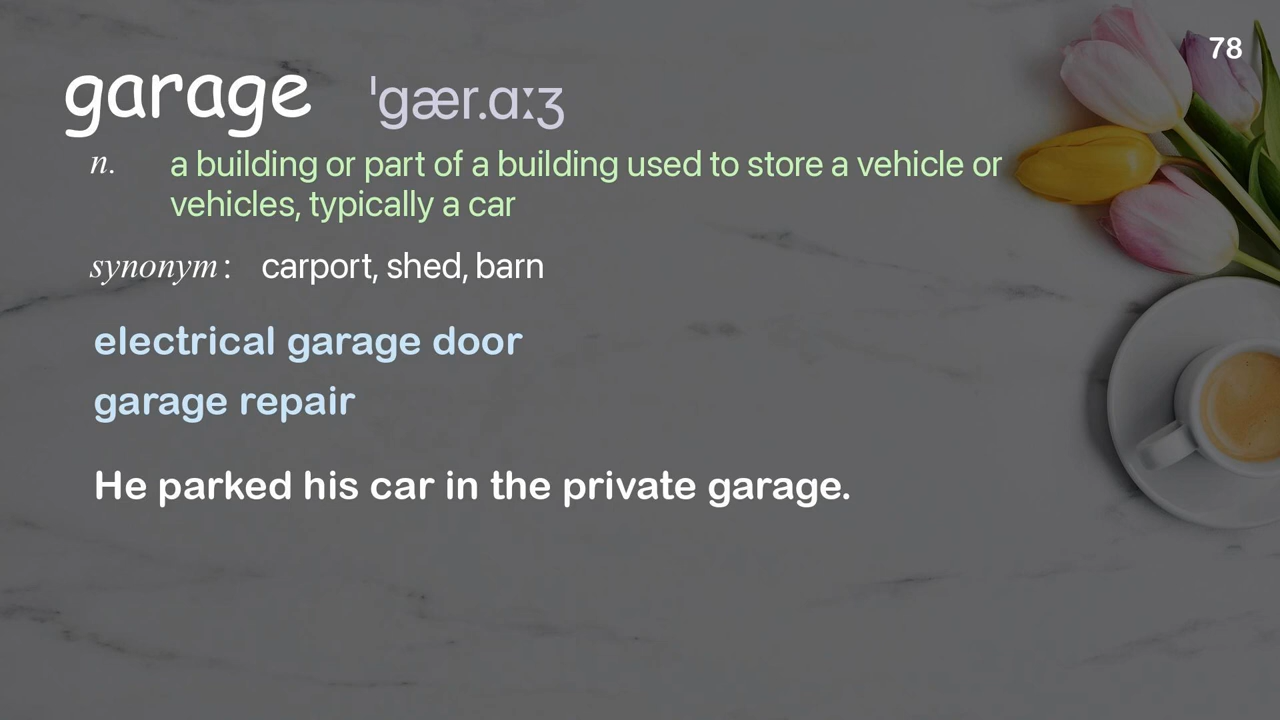 78
garage ˈɡær.ɑːʒ
n. a building or part of a building used to store a vehicle or
vehicles, typically a car
synonym: carport, shed, barn
electrical garage door
garage repair
He parked his car in the private garage.